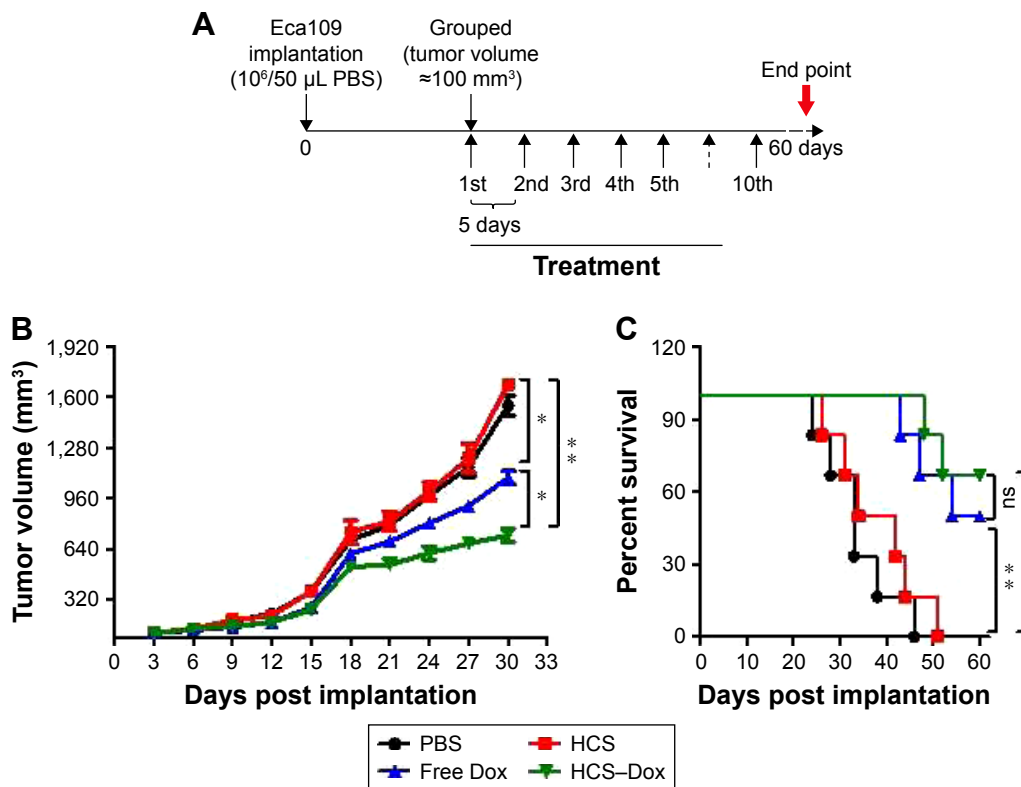 A
Eca109
implantation
(10⁶/50 µL PBS)
Grouped
(tumor volume
≈100 mm³)
End point
0
60 days
1st 2nd 3rd 4th 5th 10th
5 days
Treatment
B
Tumor volume (mm³)
1,920
1,600
1,280
960
640
320
0 3 6 9 12 15 18 21 24 27 30 33
Days post implantation
*
**
*
C
Percent survival
120
90
60
30
0
0 20 30 40 50 60
Days post implantation
ns
**
PBS HCS
Free Dox HCS–Dox